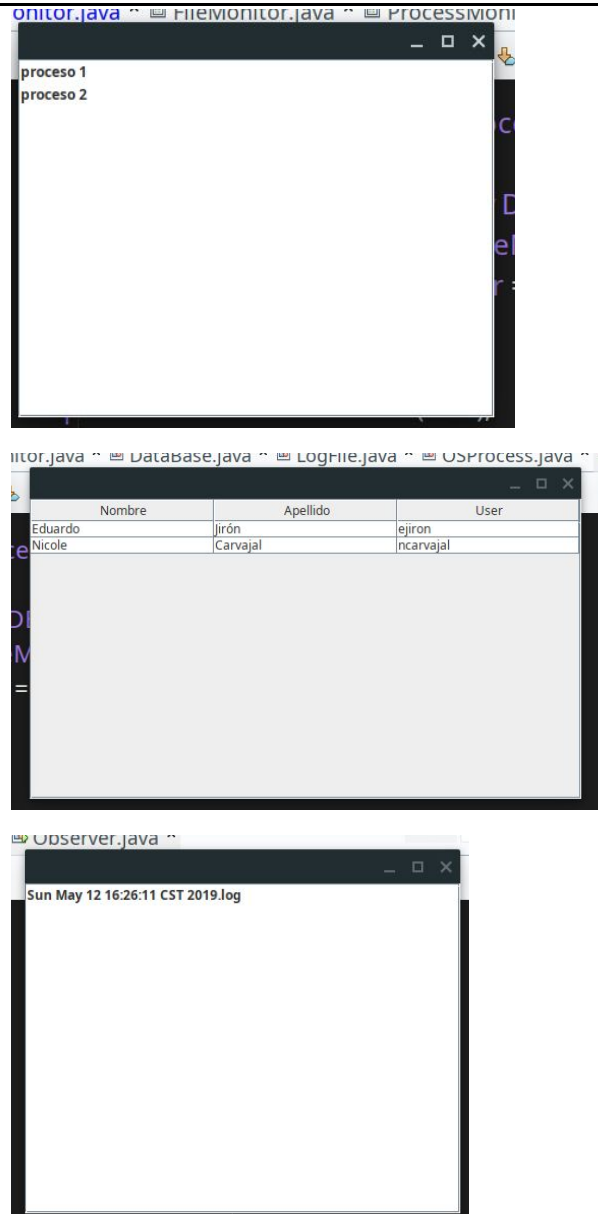 onitor.java FileMonitor.java ProcessMoni
proceso 1
proceso 2
itor.java DataBase.java LogFile.java OSProcess.java
Nombre Apellido User
Eduardo Jirón ejiron
Nicole Carvajal ncarvajal
=
Observer.java
Sun May 12 16:26:11 CST 2019.log